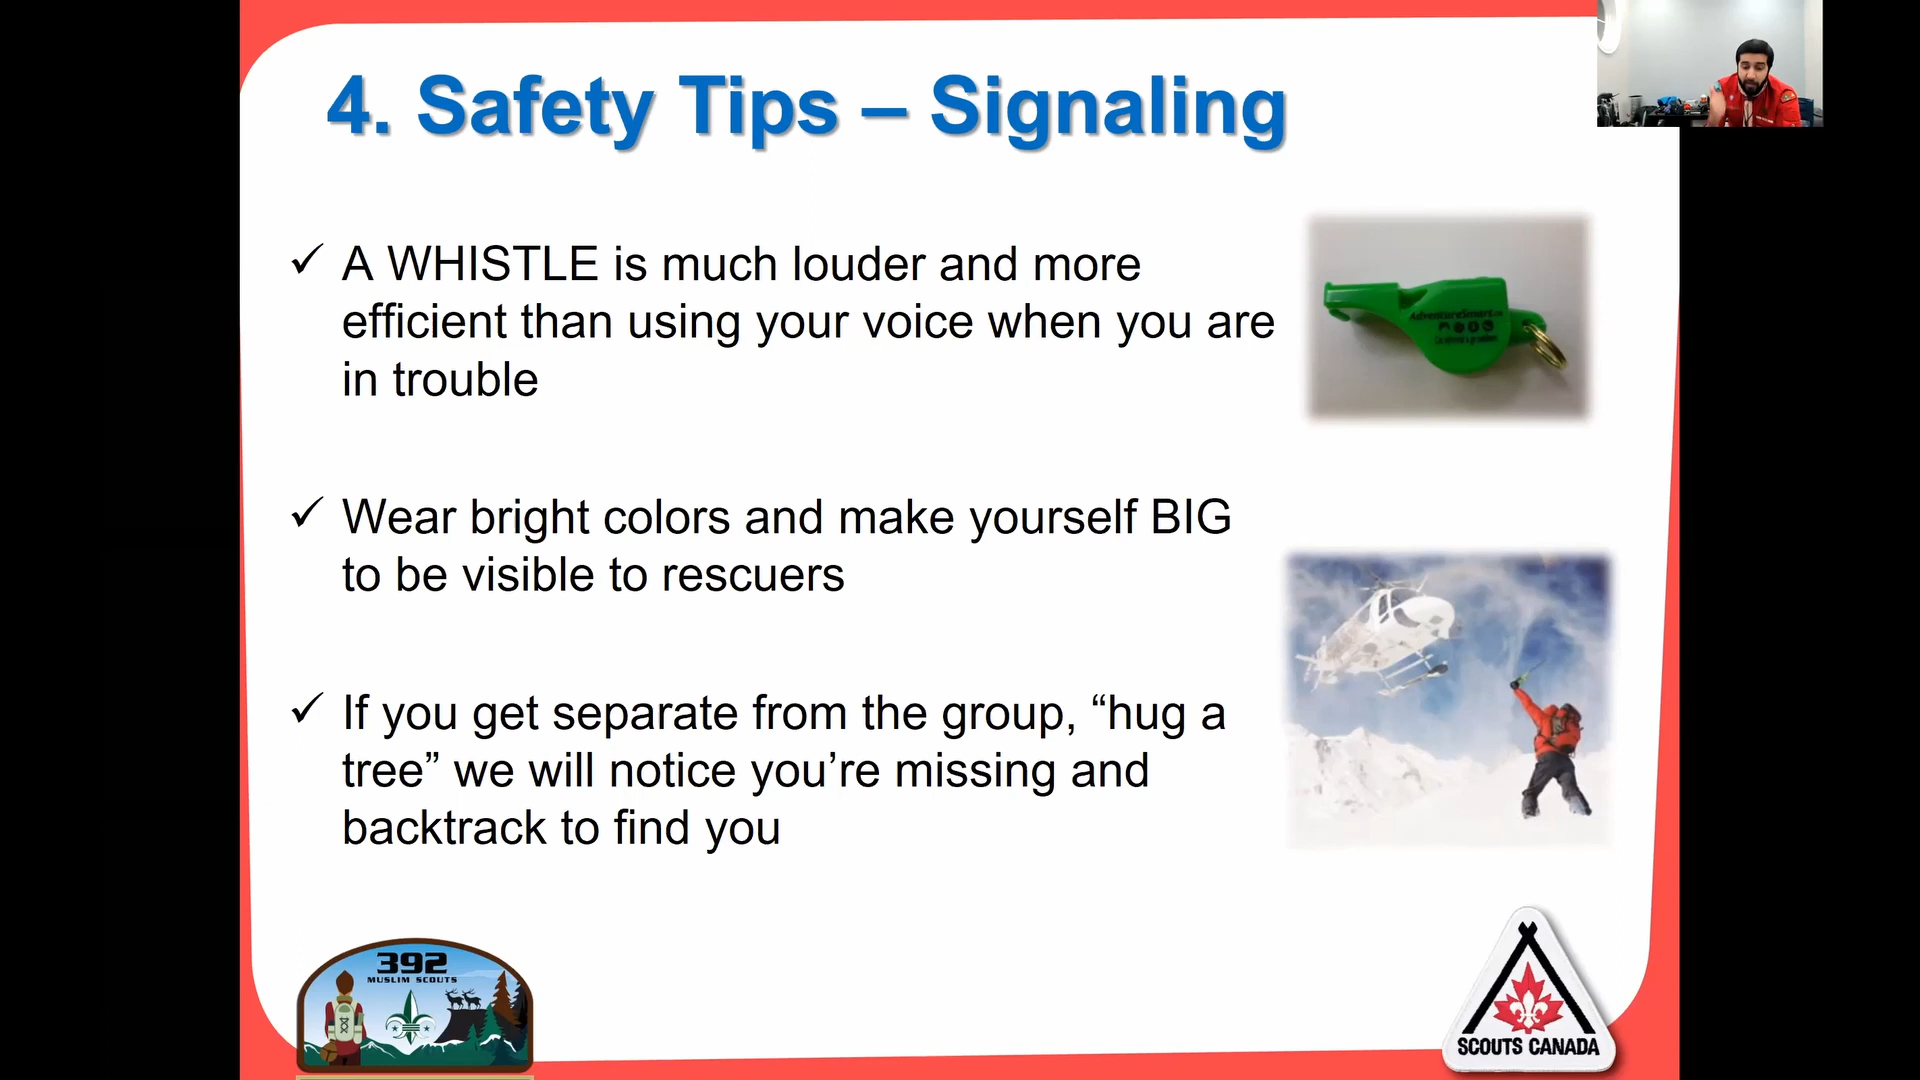 4. Safety Tips – Signaling
✓ A WHISTLE is much louder and more
efficient than using your voice when you are
in trouble
AdventureSmart.ca
✓ Wear bright colors and make yourself BIG
to be visible to rescuers
✓ If you get separate from the group, “hug a
tree” we will notice you’re missing and
backtrack to find you
392
MUSLIM SCOUTS
SCOUTS CANADA